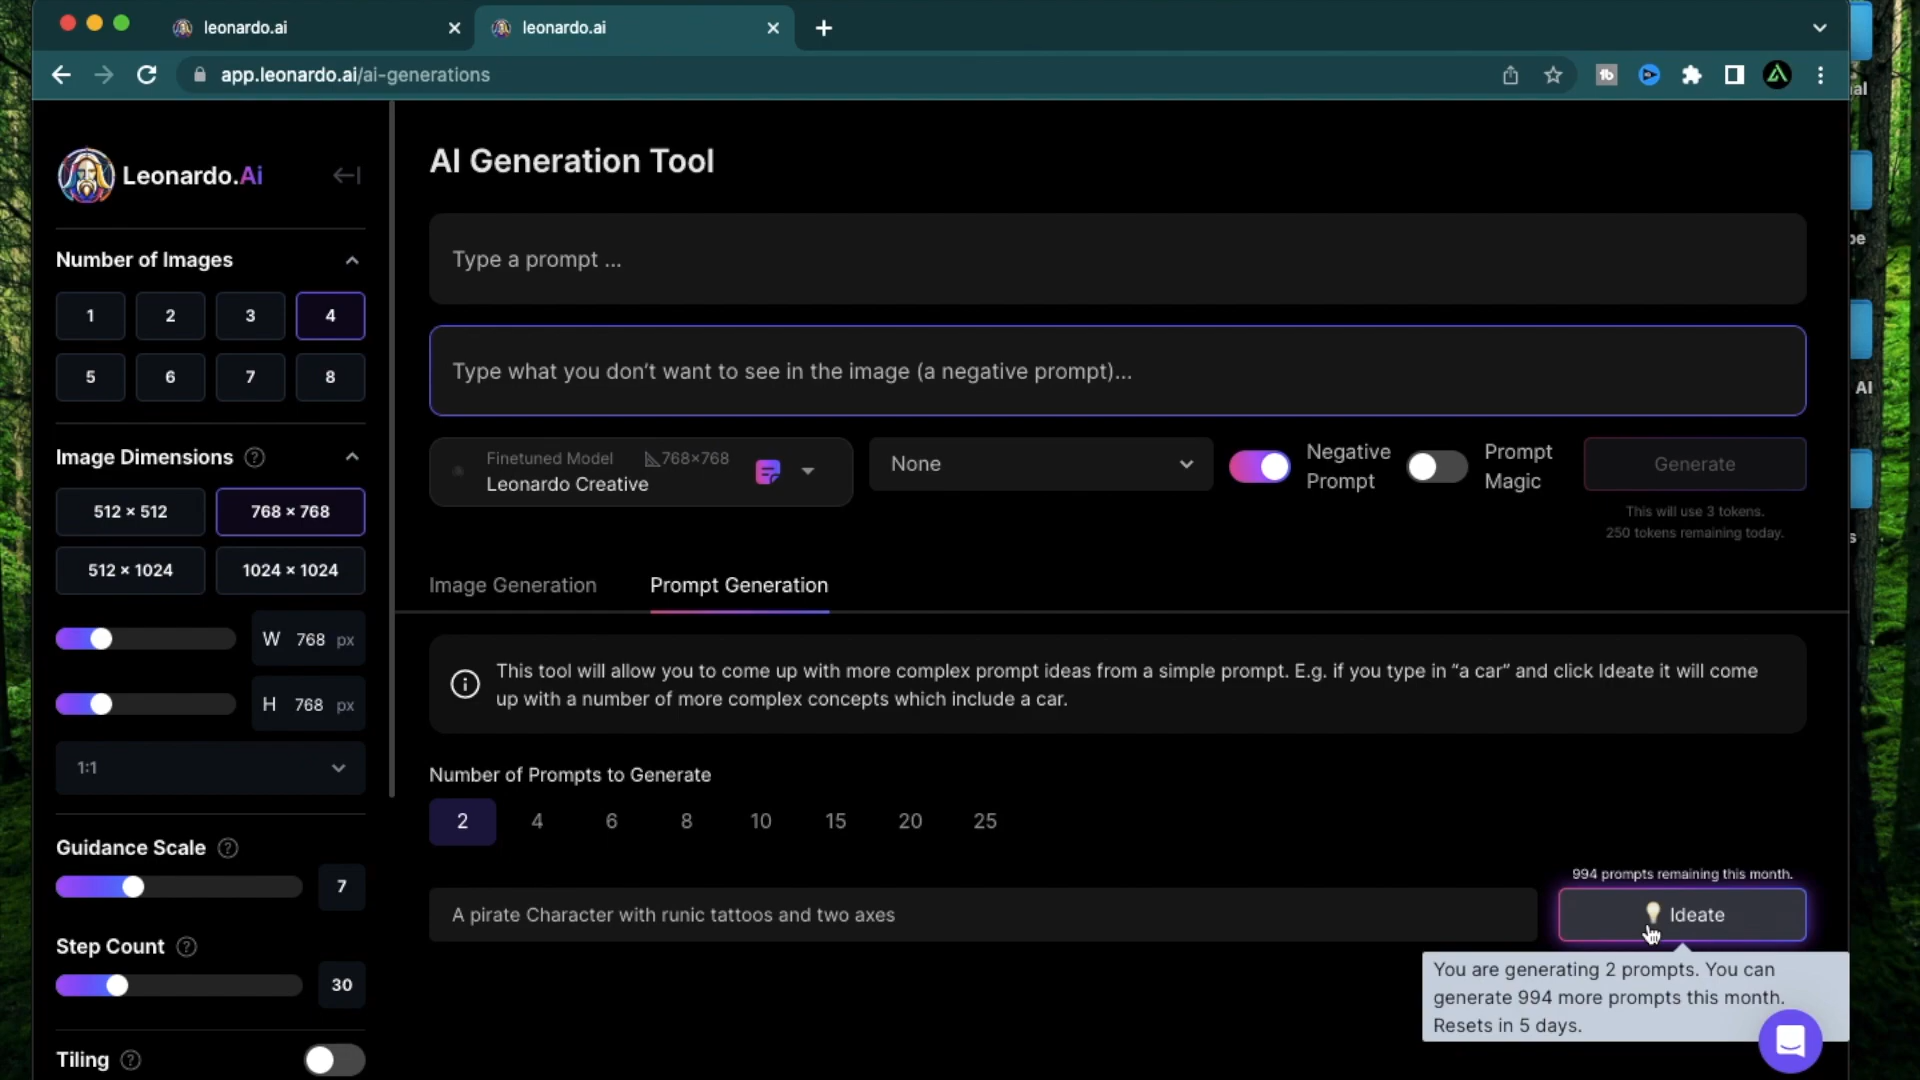 leonardo.ai
leonardo.ai
app.leonardo.ai/ai-generations
al
Leonardo.Ai
AI Generation Tool
Type a prompt ...
Number of Images
1 2 3 4
5 6 7 8
Type what you don't want to see in the image (a negative prompt)...
AI
Image Dimensions
512 × 512 768 × 768
512 × 1024 1024 × 1024
Finetuned Model 768×768
Leonardo Creative
None
Negative Prompt
Prompt Magic
Generate
This will use 3 tokens.
250 tokens remaining today.
s
Image Generation Prompt Generation
W 768 px
H 768 px
1:1
This tool will allow you to come up with more complex prompt ideas from a simple prompt. E.g. if you type in “a car” and click Ideate it will come
up with a number of more complex concepts which include a car.
Number of Prompts to Generate
2 4 6 8 10 15 20 25
Guidance Scale
7
994 prompts remaining this month.
A pirate Character with runic tattoos and two axes
Ideate
Step Count
30
You are generating 2 prompts. You can
generate 994 more prompts this month.
Resets in 5 days.
Tiling